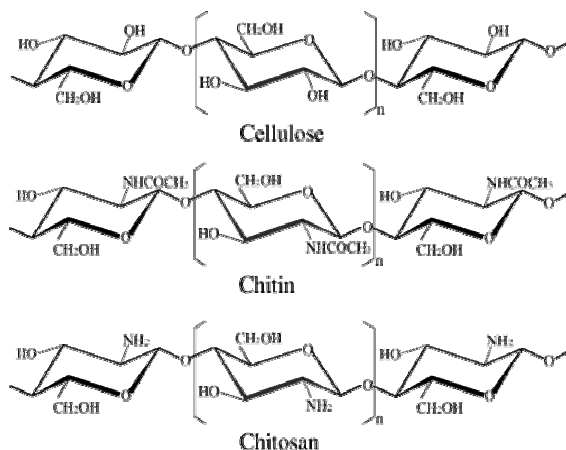 OH OH
HO CH₂OH HO
O O O O O O
HO OH
CH₂OH CH₂OH
n
Cellulose
NHCOCH₃ CH₂OH NHCOCH₃
HO HO
O O O O O O
HO NHCOCH₃
CH₂OH CH₂OH
n
Chitin
NH₂ CH₂OH NH₂
HO HO
O O O O O O
HO NH₂
CH₂OH CH₂OH
n
Chitosan